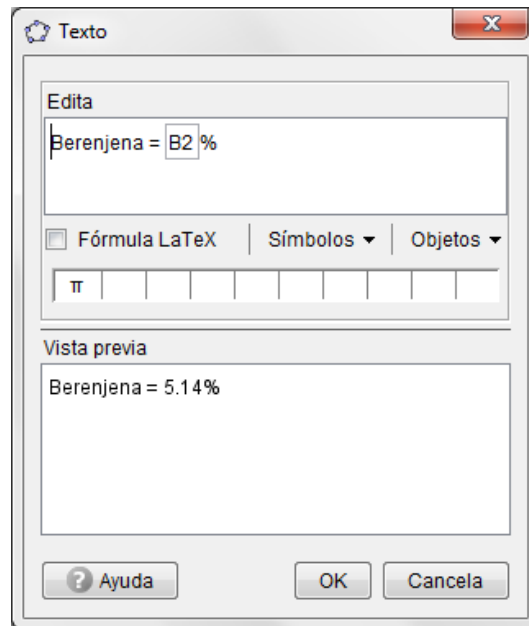 Texto
Edita
Berenjena = B2 %
Fórmula LaTeX Símbolos Objetos
π
Vista previa
Berenjena = 5.14%
? Ayuda OK Cancela